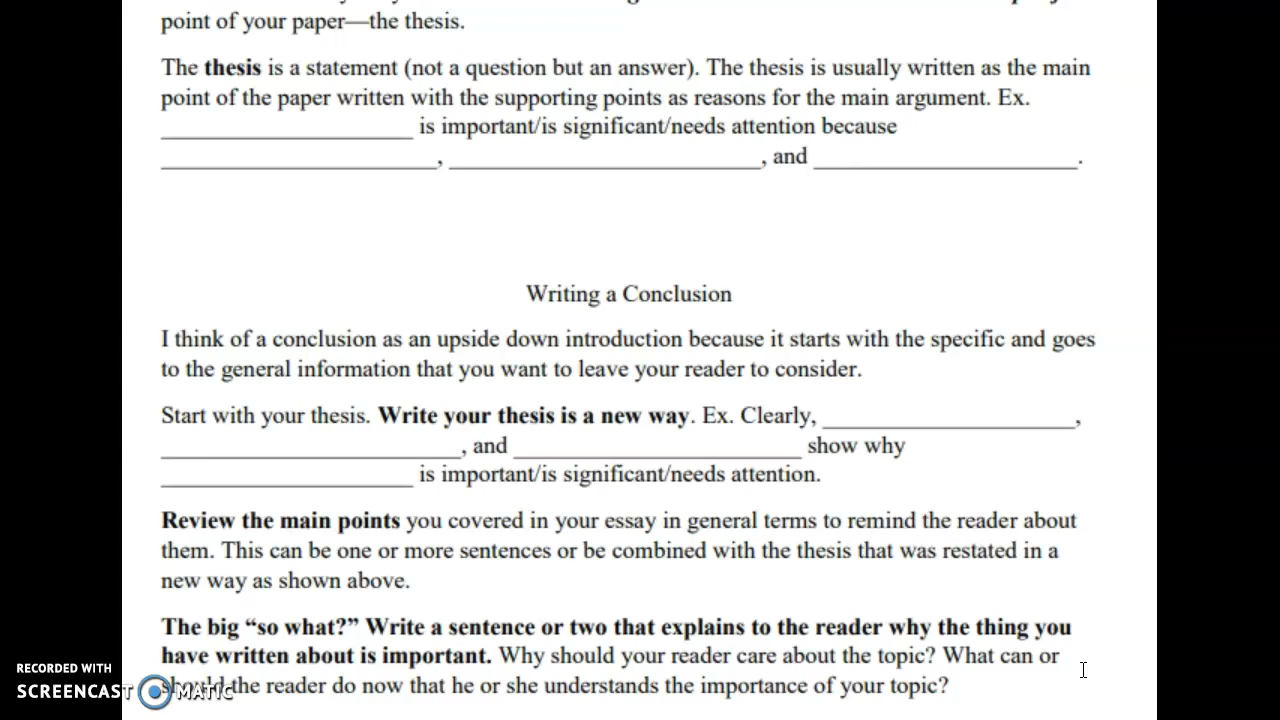 point of your paper—the thesis.
The thesis is a statement (not a question but an answer). The thesis is usually written as the main
point of the paper written with the supporting points as reasons for the main argument. Ex.
_____________________ is important/is significant/needs attention because
_______________________, __________________________, and ______________________.
Writing a Conclusion
I think of a conclusion as an upside down introduction because it starts with the specific and goes
to the general information that you want to leave your reader to consider.
Start with your thesis. Write your thesis is a new way. Ex. Clearly, _____________________,
_________________________, and ________________________ show why
_____________________ is important/is significant/needs attention.
Review the main points you covered in your essay in general terms to remind the reader about
them. This can be one or more sentences or be combined with the thesis that was restated in a
new way as shown above.
The big “so what?” Write a sentence or two that explains to the reader why the thing you
have written about is important. Why should your reader care about the topic? What can or
should the reader do now that he or she understands the importance of your topic?
RECORDED WITH
SCREENCAST MATIC